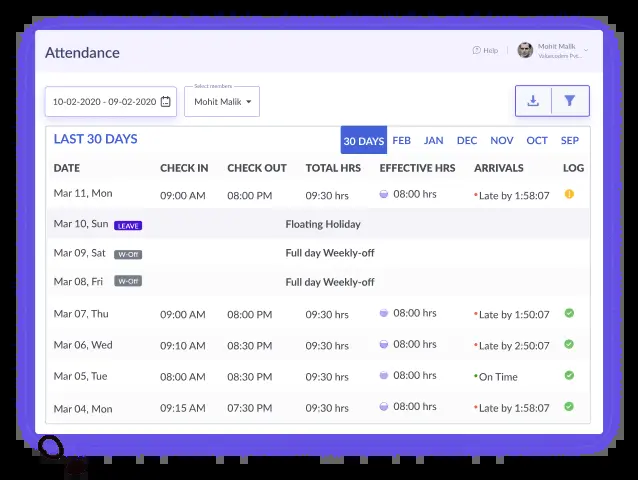 Attendance
Help
Mohit Malik
Valueleaders Pvt...
10-02-2020 - 09-02-2020
Select members
Mohit Malik
LAST 30 DAYS
30 DAYS FEB JAN DEC NOV OCT SEP
DATE CHECK IN CHECK OUT TOTAL HRS EFFECTIVE HRS ARRIVALS LOG
Mar 11, Mon 09:00 AM 08:00 PM 09:30 hrs 08:00 hrs Late by 1:58:07
Mar 10, Sun LEAVE Floating Holiday
Mar 09, Sat W-Off Full day Weekly-off
Mar 08, Fri W-Off Full day Weekly-off
Mar 07, Thu 09:00 AM 08:00 PM 09:30 hrs 08:00 hrs Late by 1:50:07
Mar 06, Wed 09:10 AM 08:30 PM 09:30 hrs 08:00 hrs Late by 2:50:07
Mar 05, Tue 08:00 AM 08:30 PM 09:30 hrs 08:00 hrs On Time
Mar 04, Mon 09:15 AM 07:30 PM 09:30 hrs 08:00 hrs Late by 1:58:07